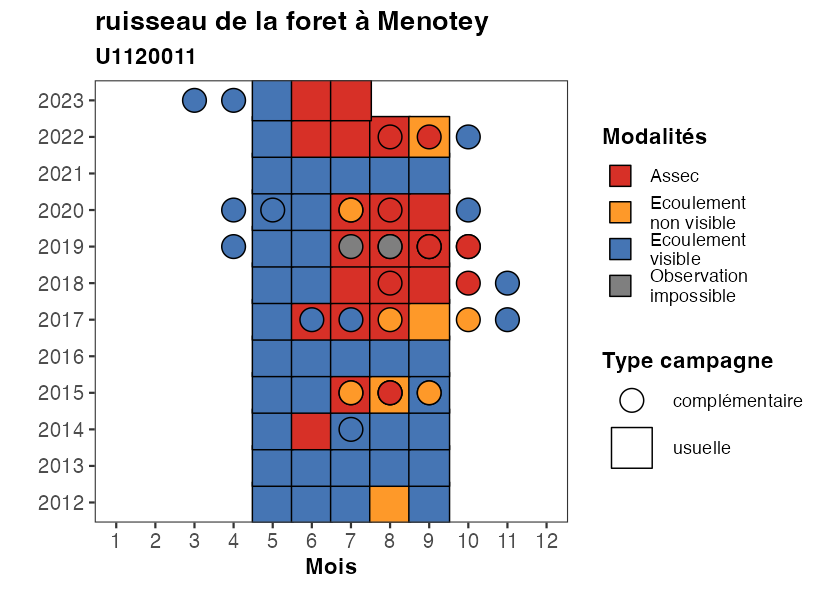 ruisseau de la foret à Menotey
U1120011
2023
2022
2021
2020
2019
2018
2017
2016
2015
2014
2013
2012
1 2 3 4 5 6 7 8 9 10 11 12
Mois
Modalités
Assec
Ecoulement
non visible
Ecoulement
visible
Observation
impossible
Type campagne
complémentaire
usuelle